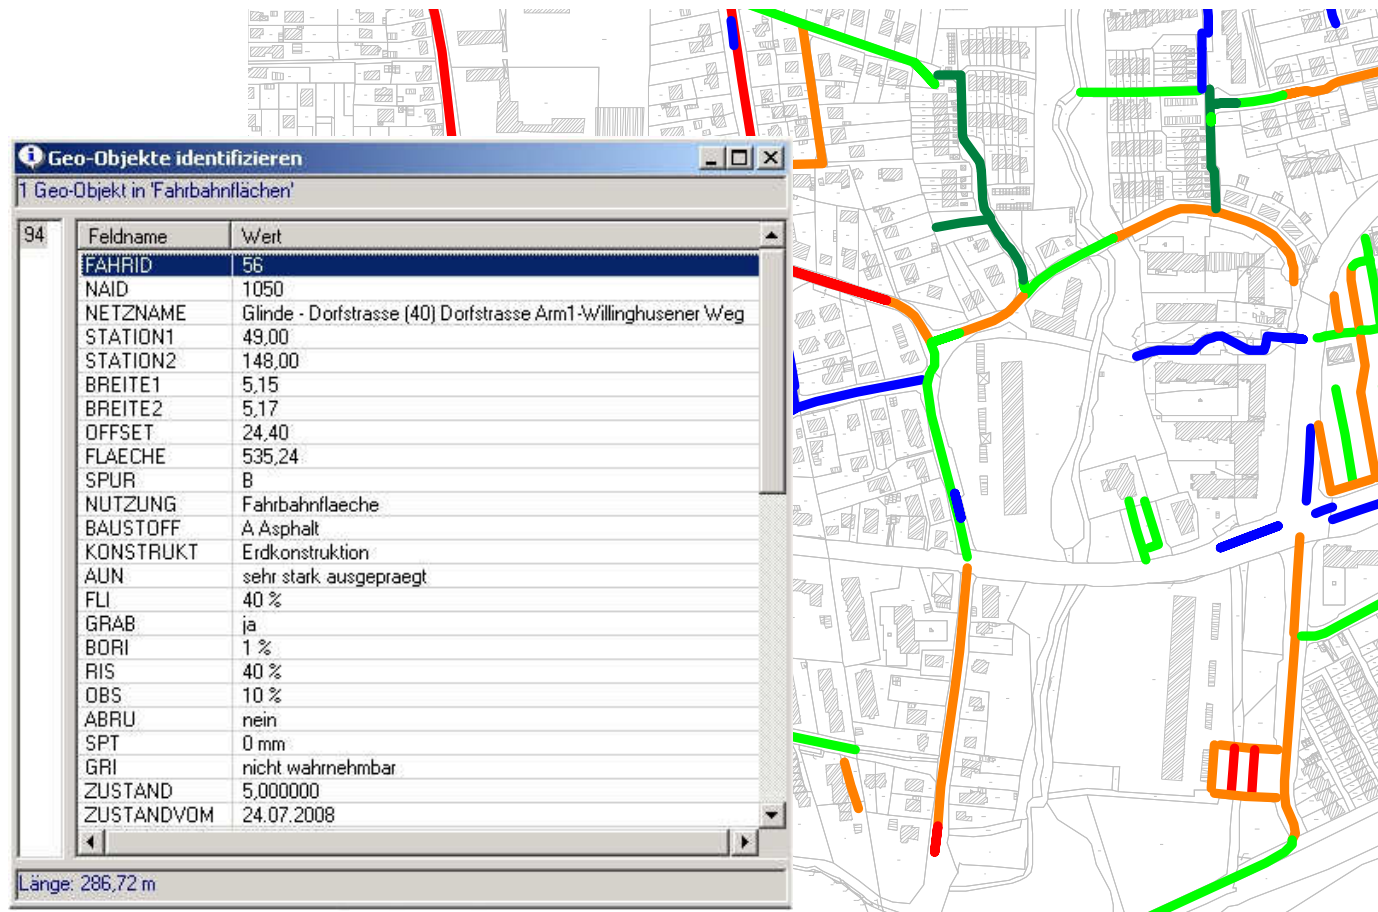 Geo-Objekte identifizieren
1 Geo-Objekt in 'Fahrbahnflächen'
94
Feldname Wert
FAHRID 56
NAID 1050
NETZNAME Glinde - Dorfstrasse (40) Dorfstrasse Arm1-Willinghusener Weg
STATION1 49,00
STATION2 148,00
BREITE1 5,15
BREITE2 5,17
OFFSET 24,40
FLAECHE 535,24
SPUR B
NUTZUNG Fahrbahnflaeche
BAUSTOFF A Asphalt
KONSTRUKT Erdkonstruktion
AUN sehr stark ausgepraegt
FLI 40 %
GRAB ja
BORI 1 %
RIS 40 %
OBS 10 %
ABRU nein
SPT 0 mm
GRI nicht wahrnehmbar
ZUSTAND 5,000000
ZUSTANDVOM 24.07.2008
Länge: 286,72 m